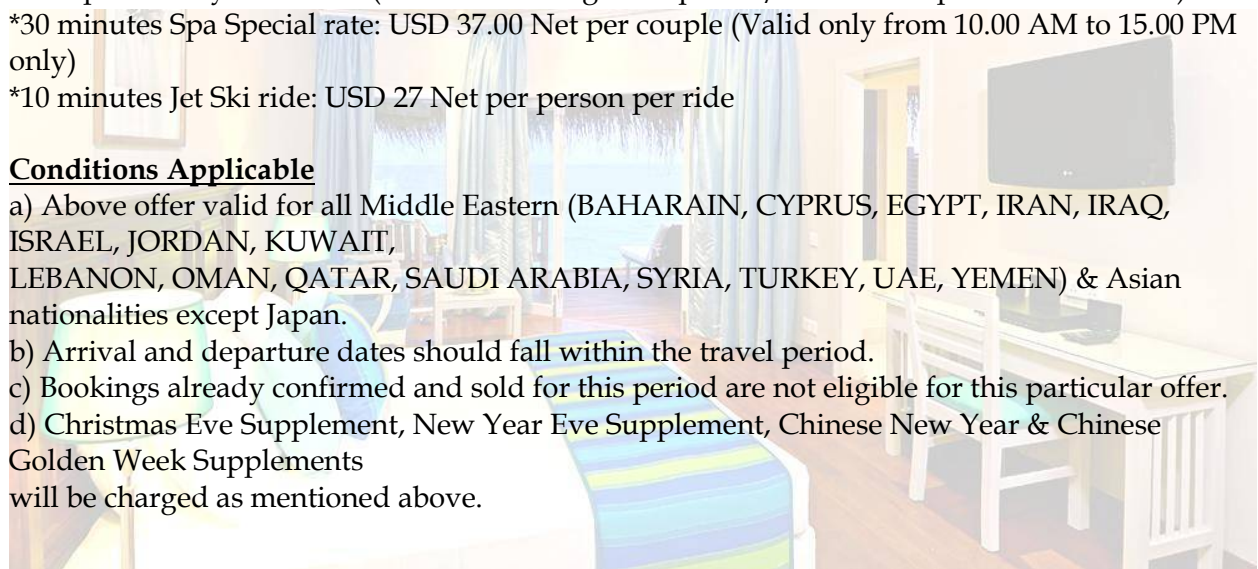 *30 minutes Spa Special rate: USD 37.00 Net per couple (Valid only from 10.00 AM to 15.00 PM
only)
*10 minutes Jet Ski ride: USD 27 Net per person per ride
Conditions Applicable
a) Above offer valid for all Middle Eastern (BAHARAIN, CYPRUS, EGYPT, IRAN, IRAQ,
ISRAEL, JORDAN, KUWAIT,
LEBANON, OMAN, QATAR, SAUDI ARABIA, SYRIA, TURKEY, UAE, YEMEN) & Asian
nationalities except Japan.
b) Arrival and departure dates should fall within the travel period.
c) Bookings already confirmed and sold for this period are not eligible for this particular offer.
d) Christmas Eve Supplement, New Year Eve Supplement, Chinese New Year & Chinese
Golden Week Supplements
will be charged as mentioned above.